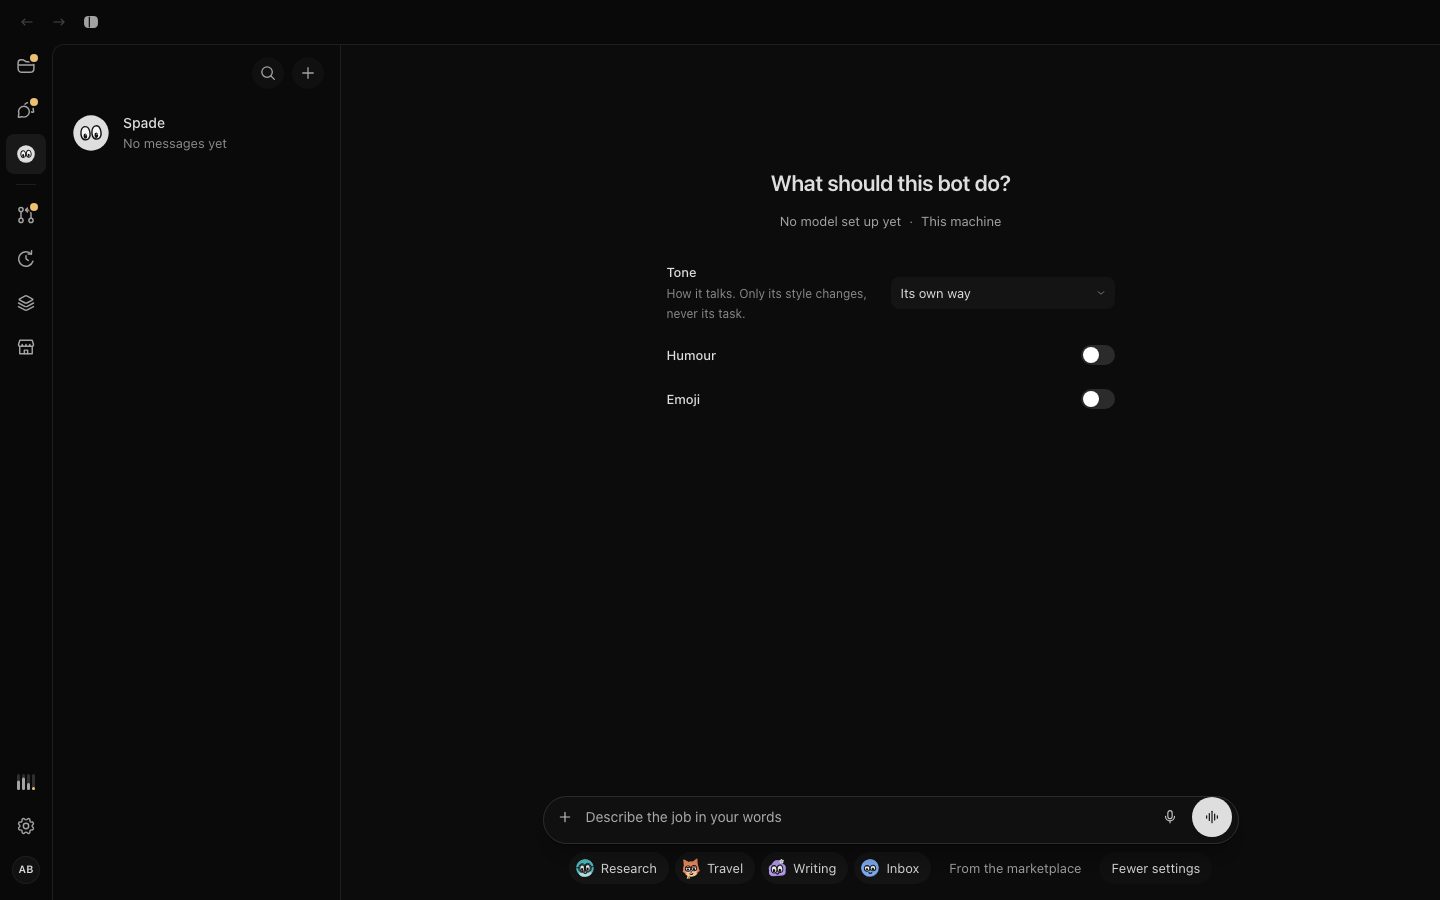 Spade
No messages yet
What should this bot do?
No model set up yet · This machine
Tone
How it talks. Only its style changes,
never its task.
Its own way
Humour
Emoji
Describe the job in your words
Research
Travel
Writing
Inbox
From the marketplace
Fewer settings
AB